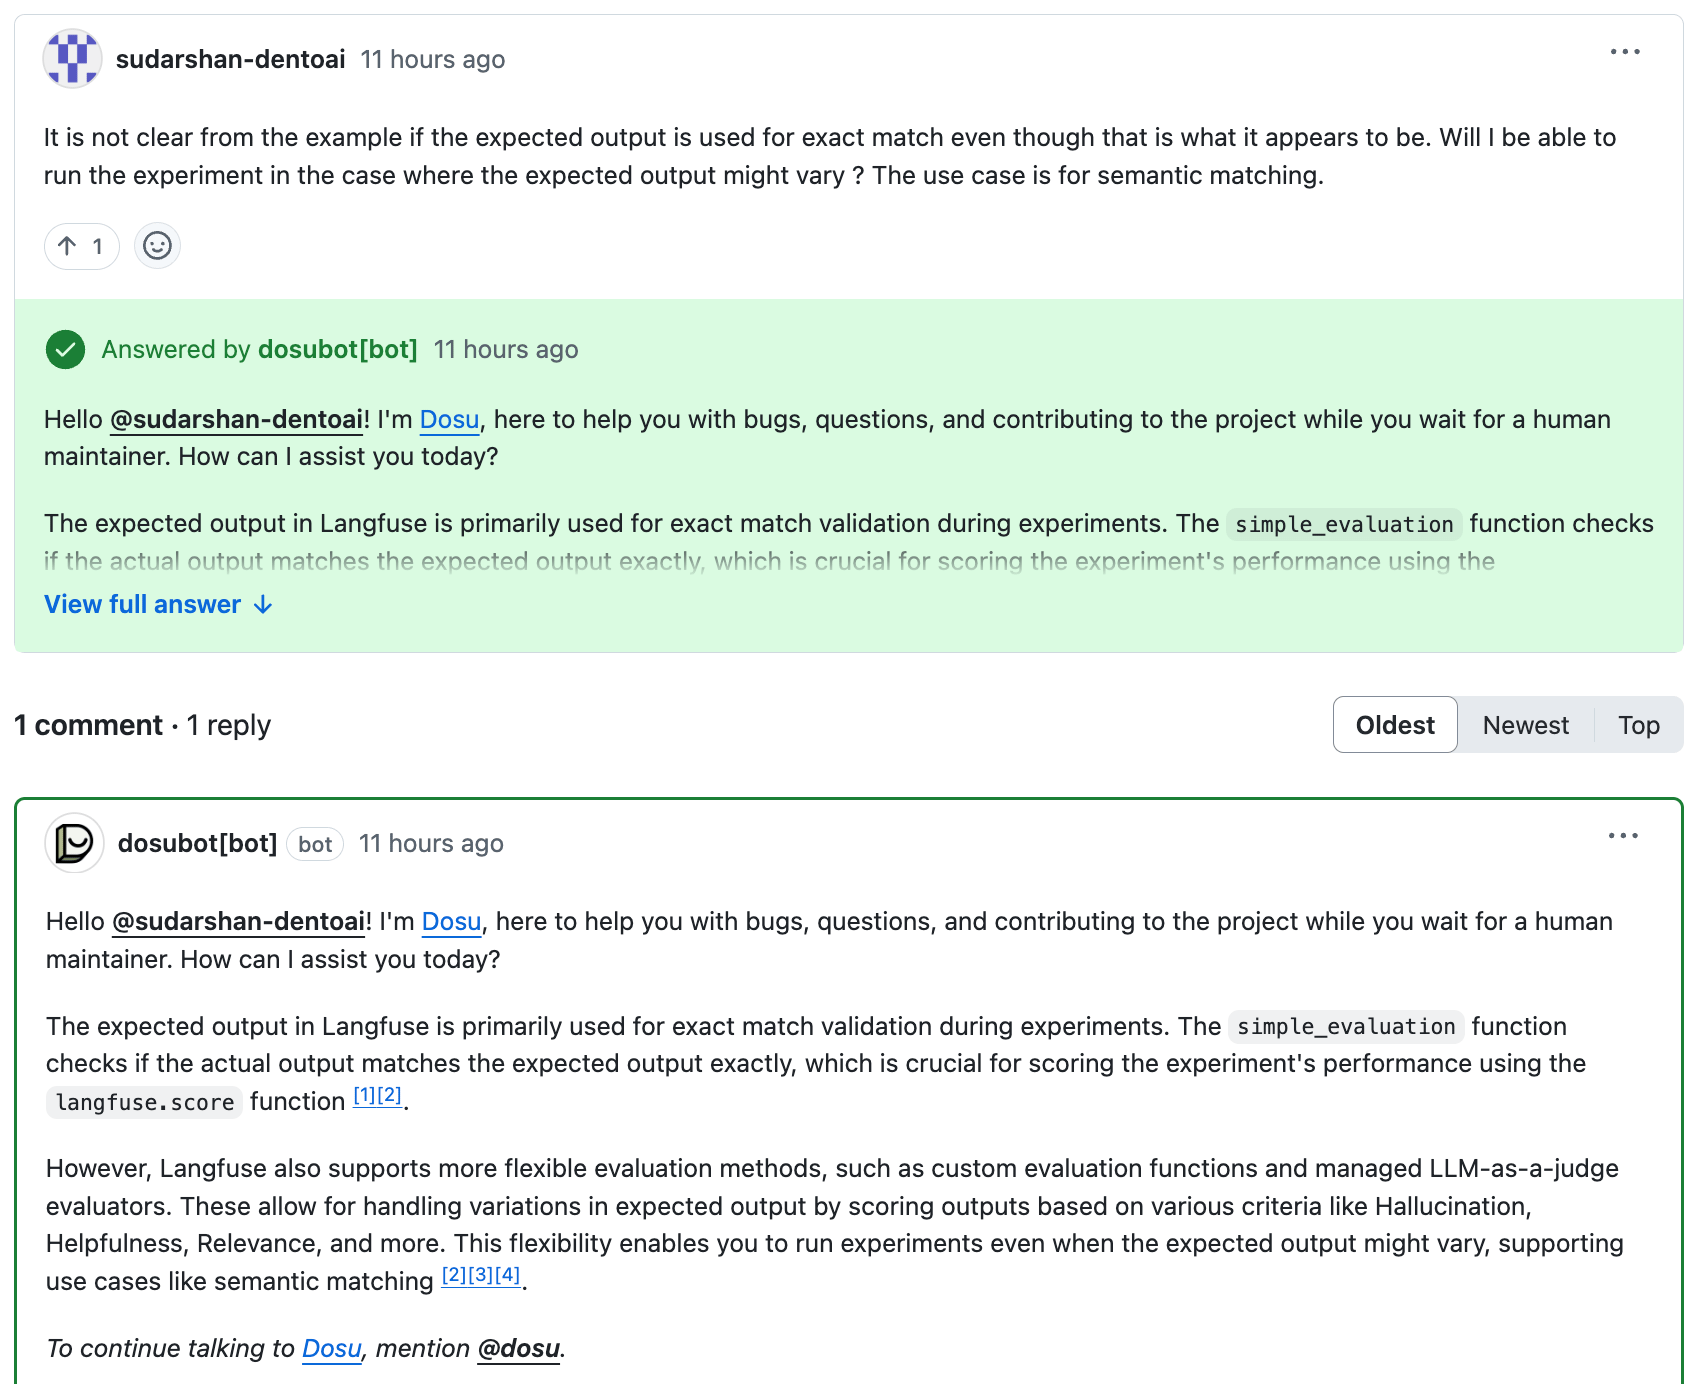 sudarshan-dentoai 11 hours ago
It is not clear from the example if the expected output is used for exact match even though that is what it appears to be. Will I be able to
run the experiment in the case where the expected output might vary ? The use case is for semantic matching.
↑ 1
Answered by dosubot[bot] 11 hours ago
Hello @sudarshan-dentoai! I'm Dosu, here to help you with bugs, questions, and contributing to the project while you wait for a human
maintainer. How can I assist you today?
The expected output in Langfuse is primarily used for exact match validation during experiments. The simple_evaluation function checks
if the actual output matches the expected output exactly, which is crucial for scoring the experiment's performance using the
View full answer ↓
1 comment · 1 reply
Oldest Newest Top
dosubot[bot] bot 11 hours ago
Hello @sudarshan-dentoai! I'm Dosu, here to help you with bugs, questions, and contributing to the project while you wait for a human
maintainer. How can I assist you today?
The expected output in Langfuse is primarily used for exact match validation during experiments. The simple_evaluation function
checks if the actual output matches the expected output exactly, which is crucial for scoring the experiment's performance using the
langfuse.score function [1][2].
However, Langfuse also supports more flexible evaluation methods, such as custom evaluation functions and managed LLM-as-a-judge
evaluators. These allow for handling variations in expected output by scoring outputs based on various criteria like Hallucination,
Helpfulness, Relevance, and more. This flexibility enables you to run experiments even when the expected output might vary, supporting
use cases like semantic matching [2][3][4].
To continue talking to Dosu, mention @dosu.